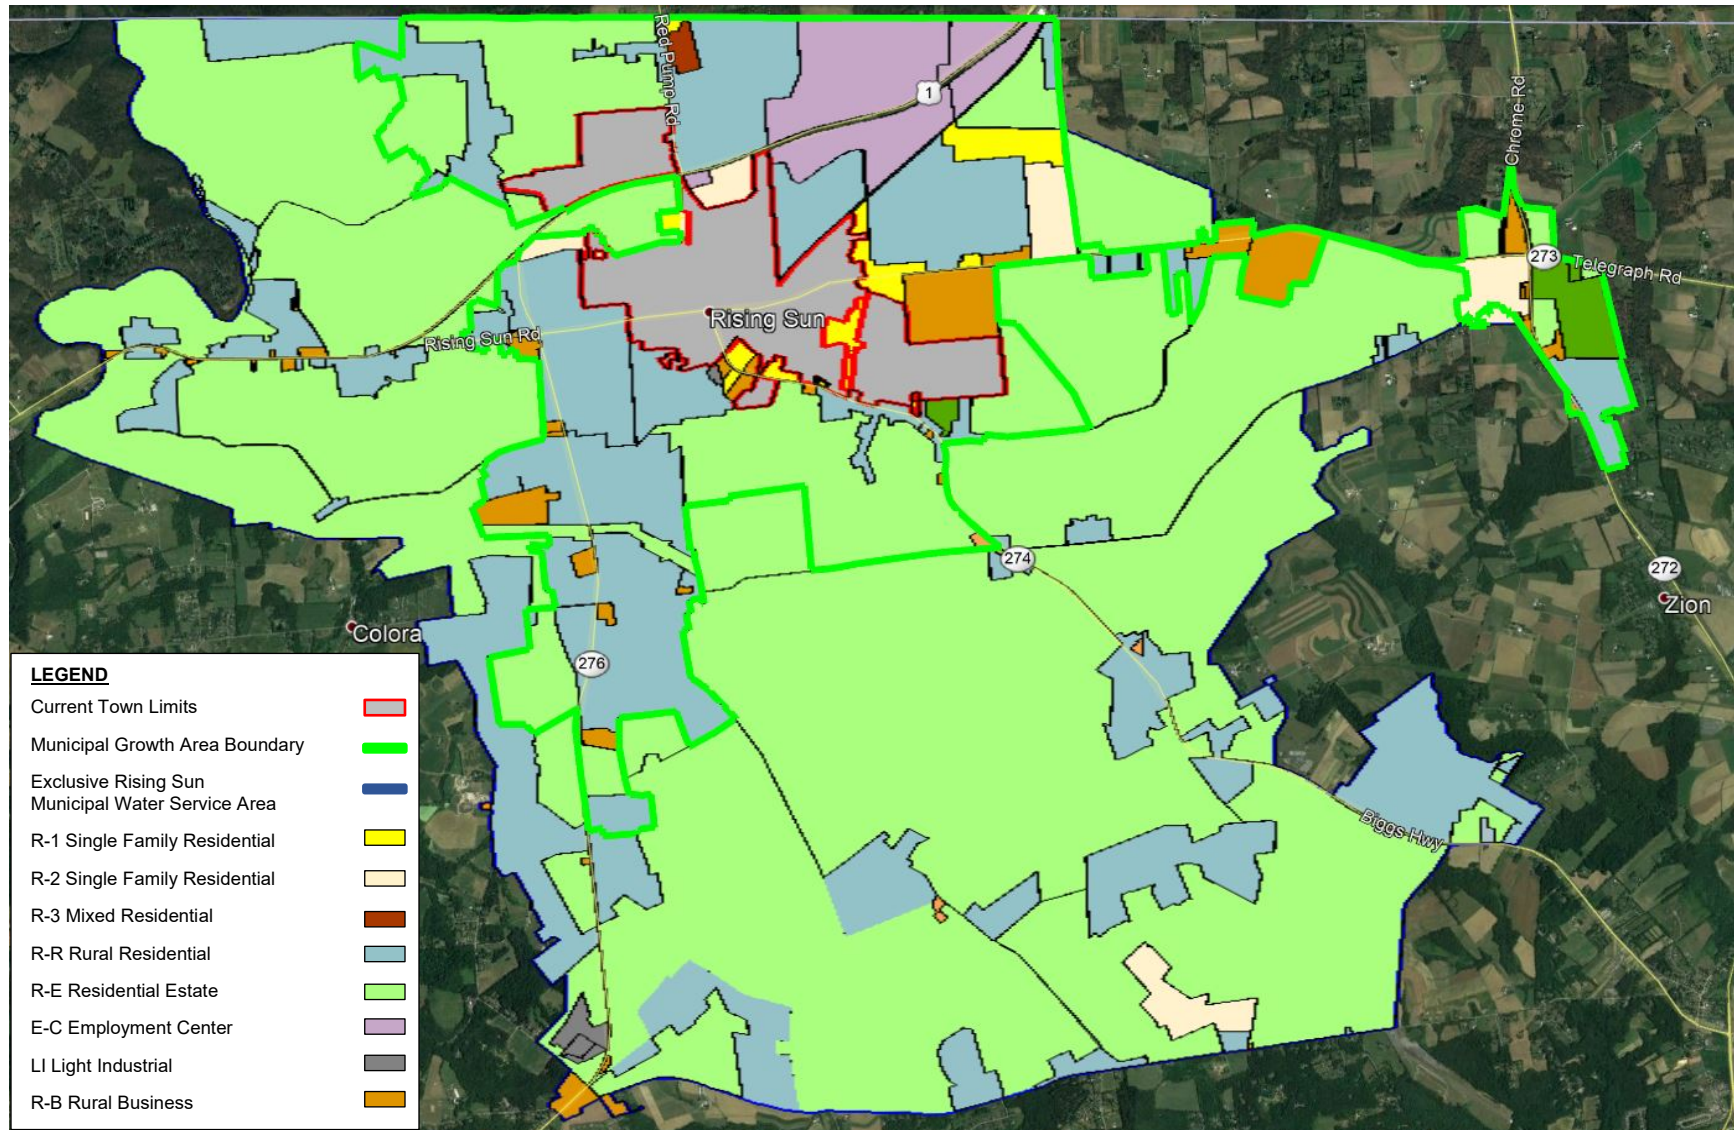 Red Pump Rd
1
Chrome Rd
273
Telegraph Rd
Rising Sun
Rising Sun Rd
274
272
Zion
Colora
276
Biggs Hwy
LEGEND
Current Town Limits
Municipal Growth Area Boundary
Exclusive Rising Sun
Municipal Water Service Area
R-1 Single Family Residential
R-2 Single Family Residential
R-3 Mixed Residential
R-R Rural Residential
R-E Residential Estate
E-C Employment Center
LI Light Industrial
R-B Rural Business